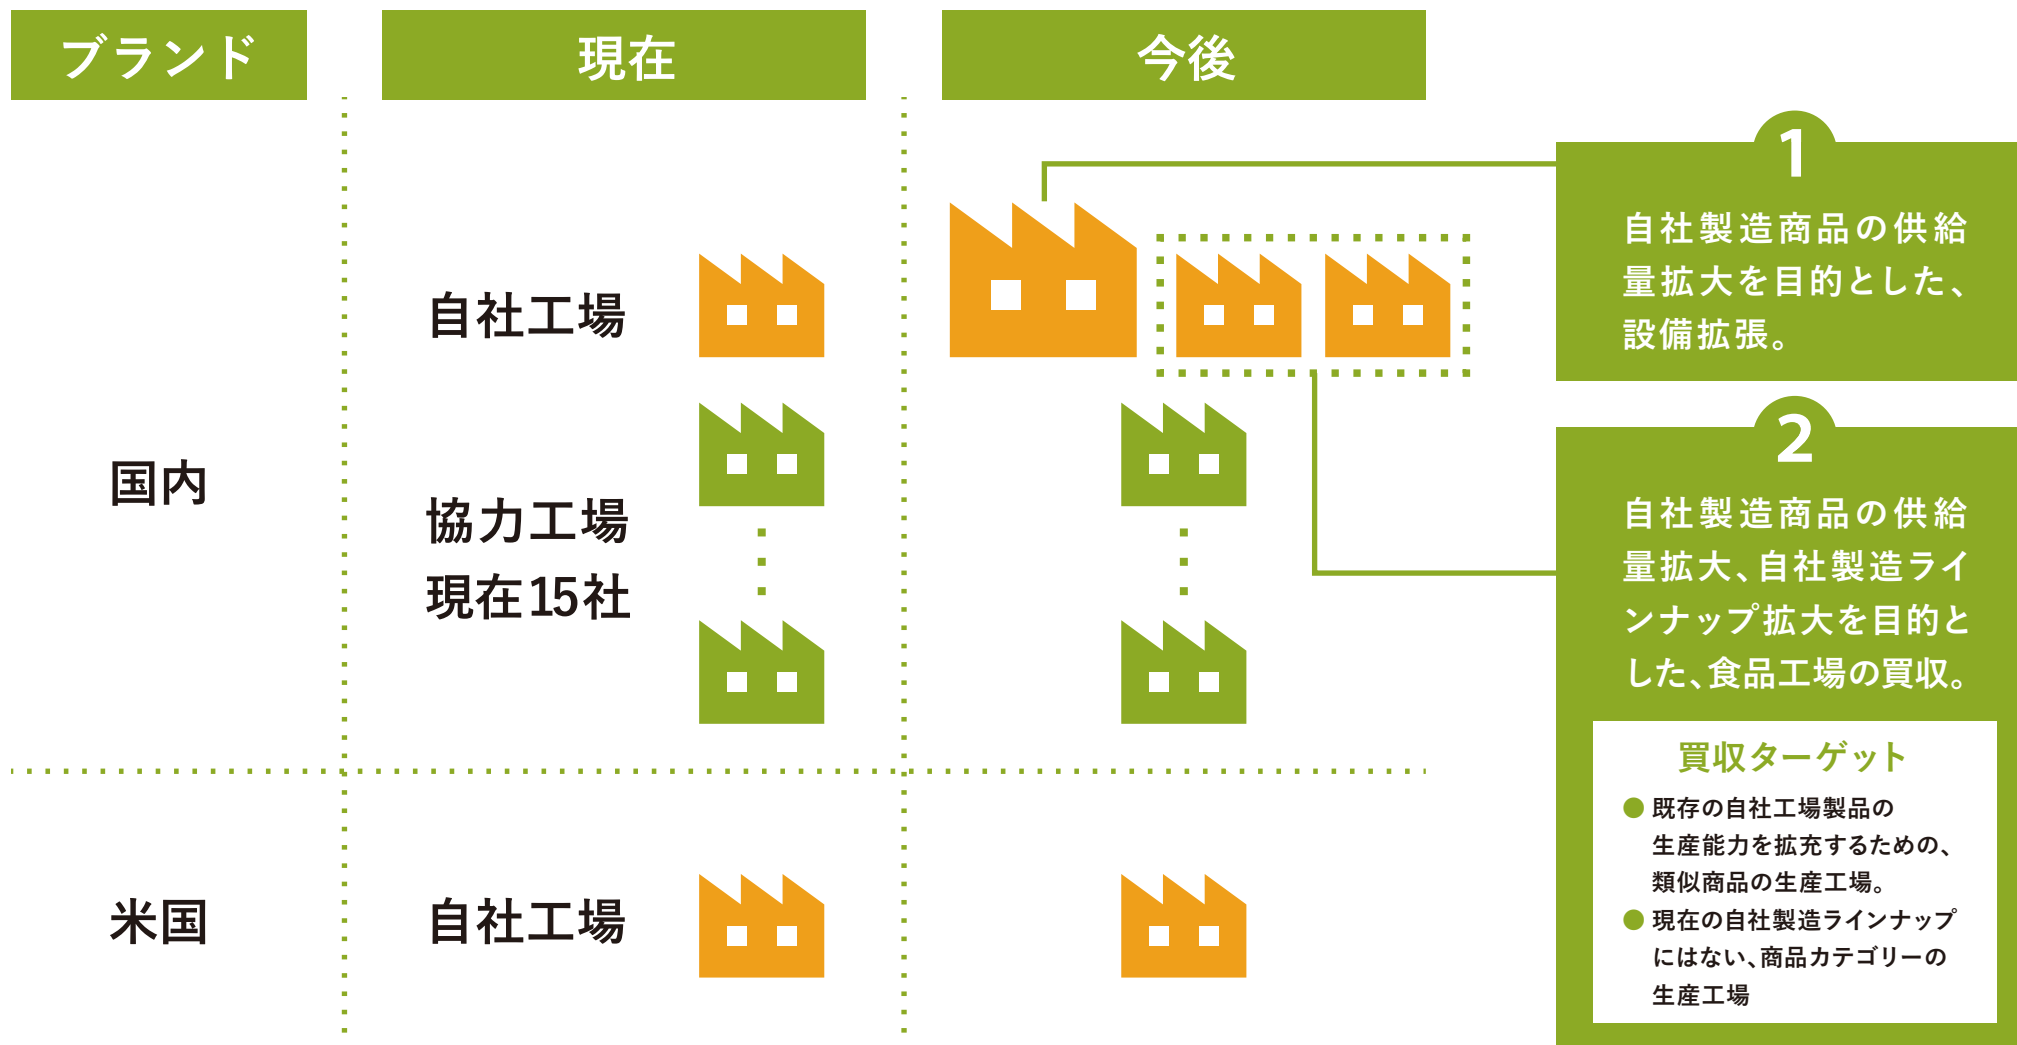 ブランド
現在
今後
国内
自社工場
協力工場
現在15社
米国
自社工場
1
自社製造商品の供給
量拡大を目的とした、
設備拡張。
2
自社製造商品の供給
量拡大、自社製造ライ
ンナップ拡大を目的と
した、食品工場の買収。
買収ターゲット
● 既存の自社工場製品の
生産能力を拡充するための、
類似商品の生産工場。
● 現在の自社製造ラインナップ
にはない、商品カテゴリーの
生産工場